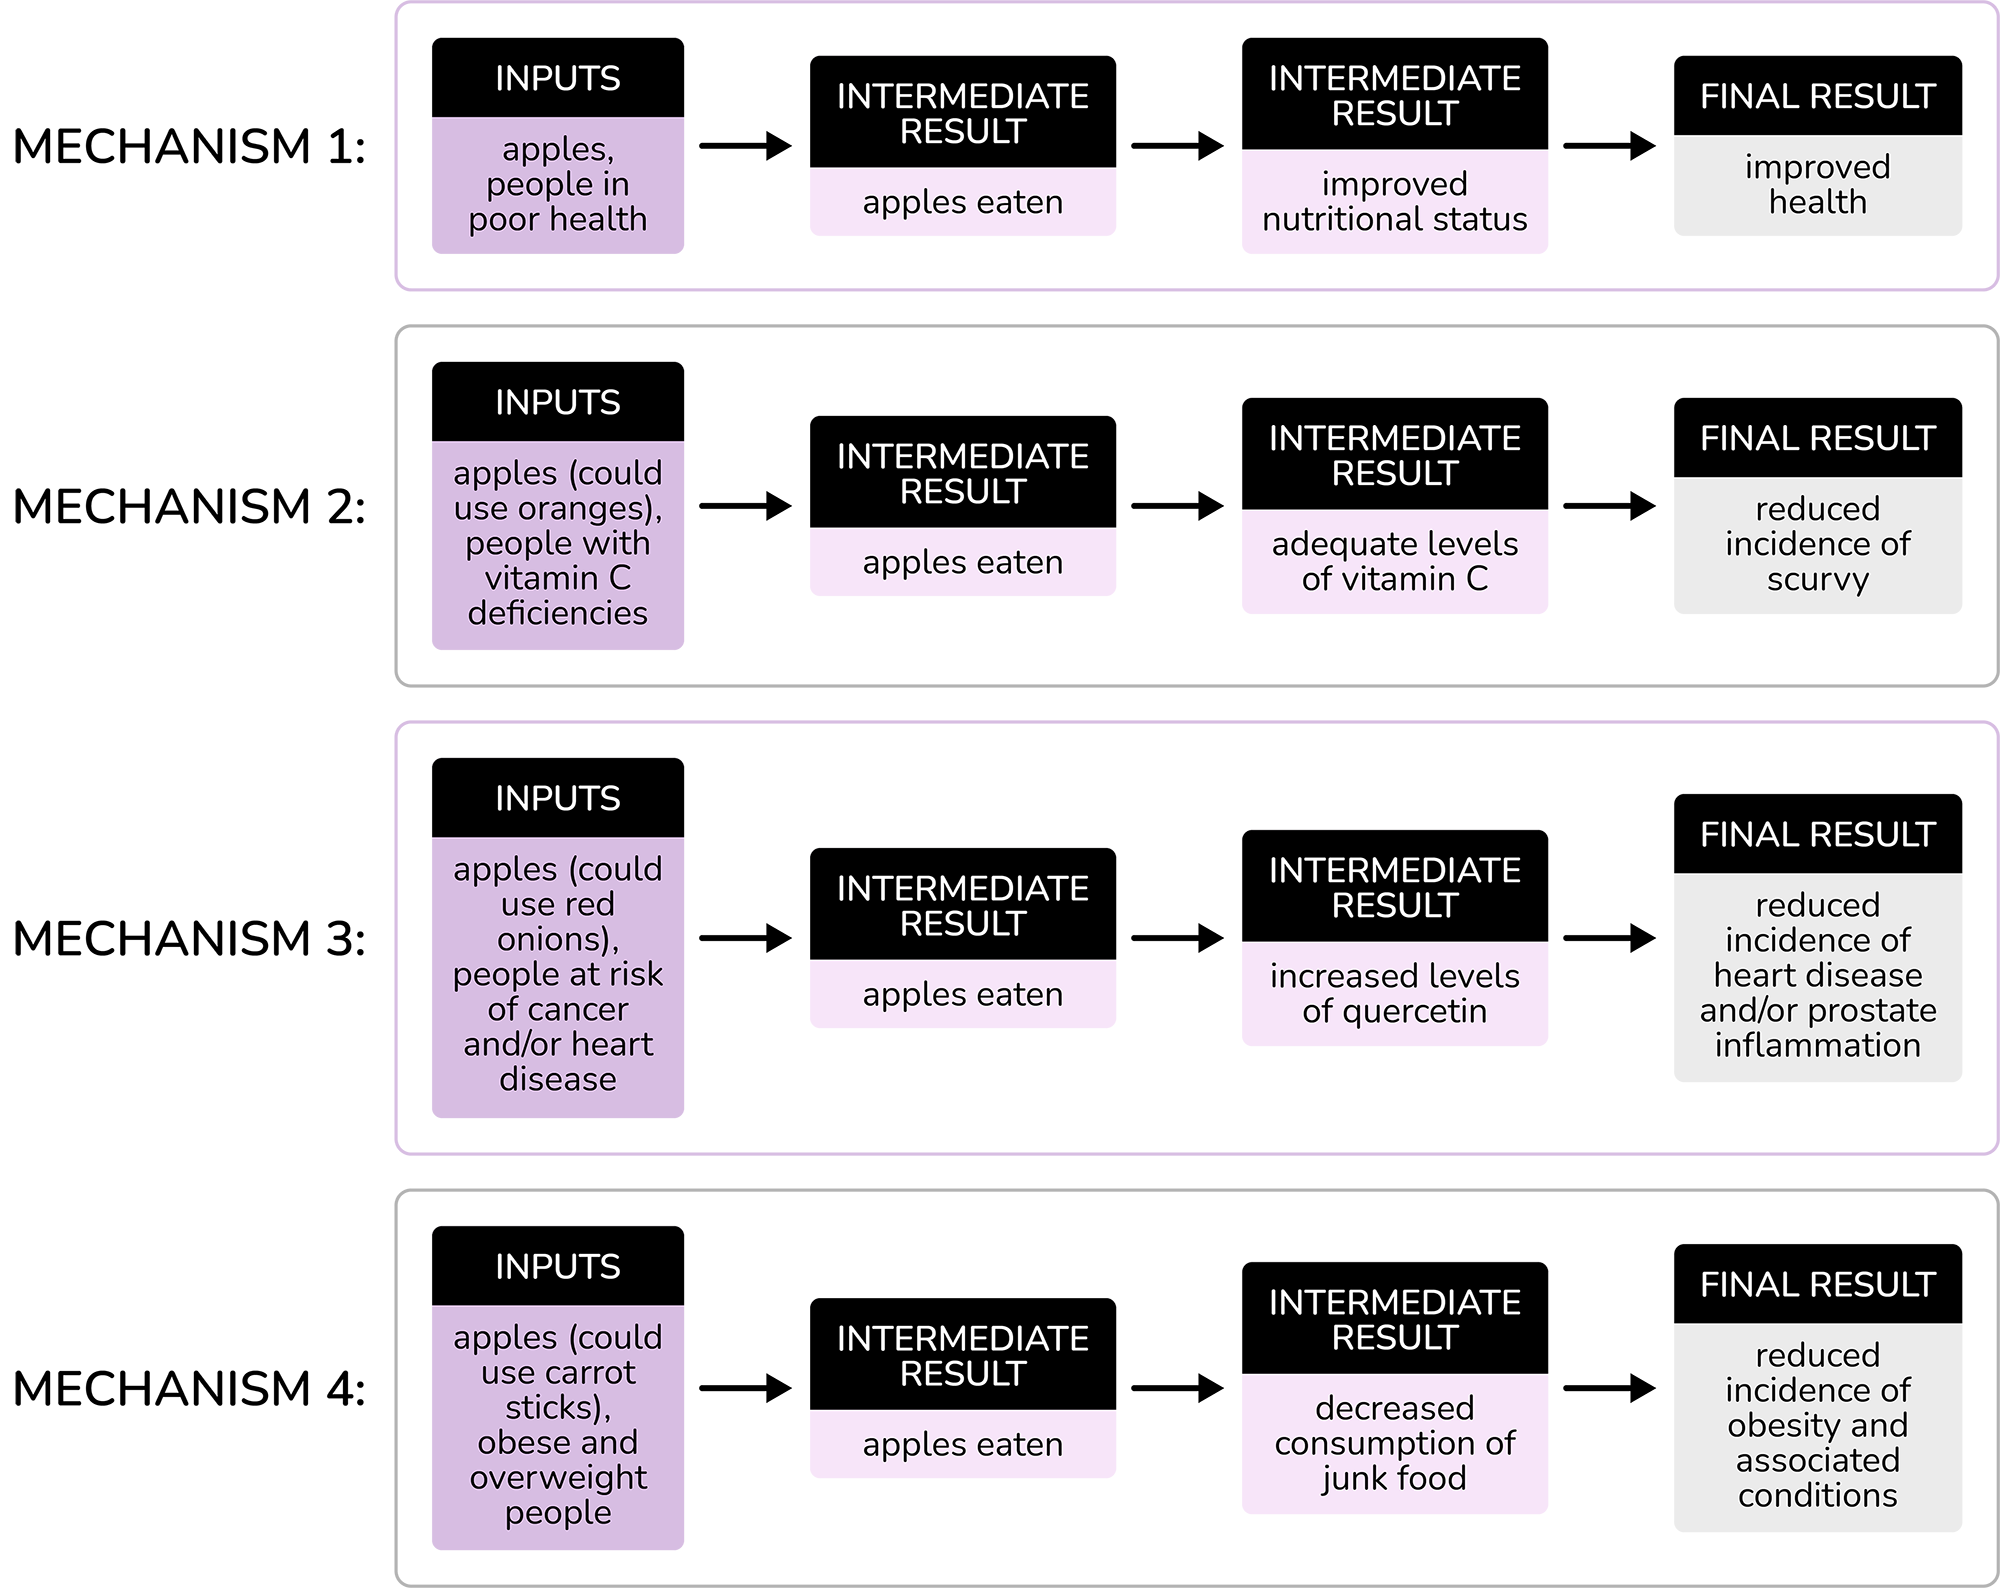 MECHANISM 1:
INPUTS
apples,
people in
poor health
INTERMEDIATE
RESULT
apples eaten
INTERMEDIATE
RESULT
improved
nutritional status
FINAL RESULT
improved
health
MECHANISM 2:
INPUTS
apples (could
use oranges),
people with
vitamin C
deficiencies
INTERMEDIATE
RESULT
apples eaten
INTERMEDIATE
RESULT
adequate levels
of vitamin C
FINAL RESULT
reduced
incidence of
scurvy
MECHANISM 3:
INPUTS
apples (could
use red
onions),
people at risk
of cancer
and/or heart
disease
INTERMEDIATE
RESULT
apples eaten
INTERMEDIATE
RESULT
increased levels
of quercetin
FINAL RESULT
reduced
incidence of
heart disease
and/or prostate
inflammation
MECHANISM 4:
INPUTS
apples (could
use carrot
sticks),
obese and
overweight
people
INTERMEDIATE
RESULT
apples eaten
INTERMEDIATE
RESULT
decreased
consumption of
junk food
FINAL RESULT
reduced
incidence of
obesity and
associated
conditions